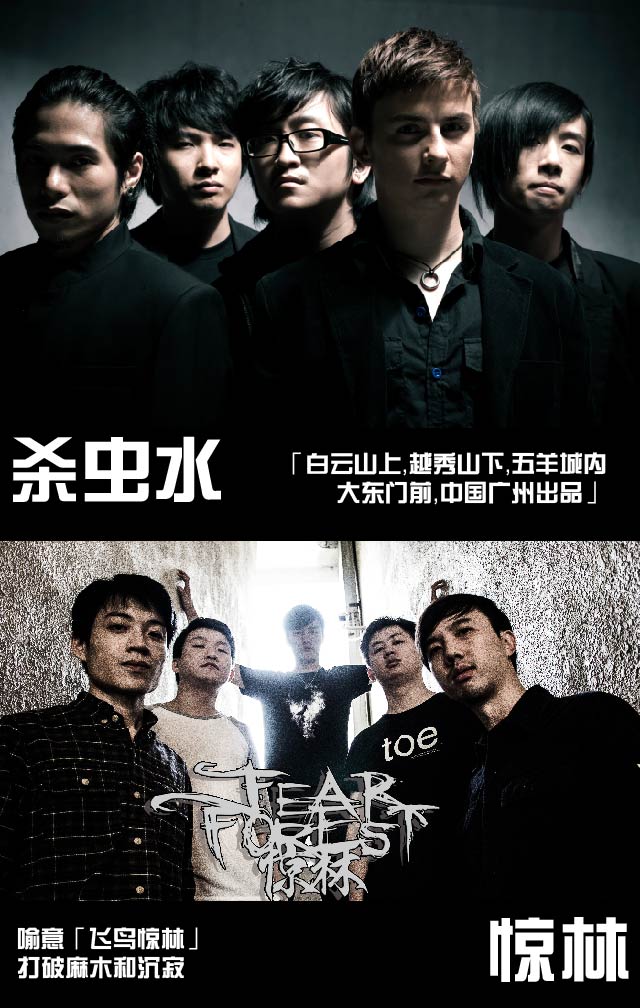 杀虫水
「白云山上,越秀山下,五羊城内
大东门前,中国广州出品」
toe
FEAR
FOREST
惊林
喻意「飞鸟惊林」
打破麻木和沉寂
惊林